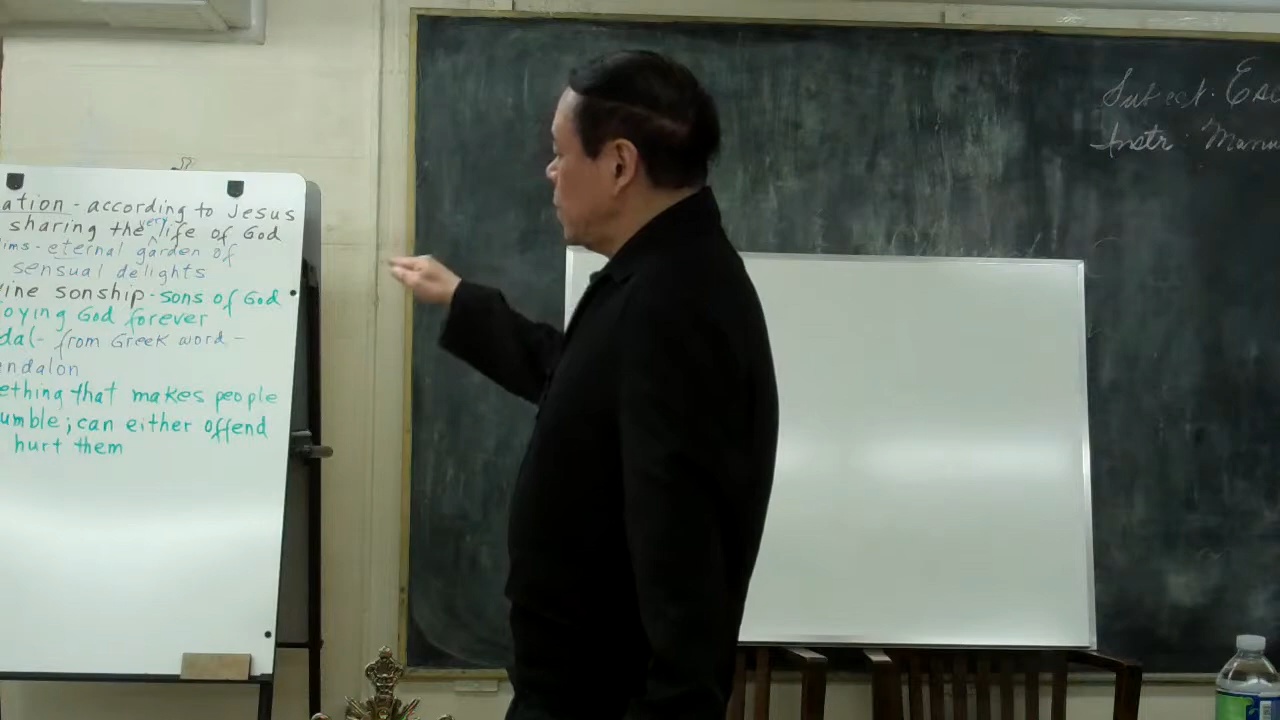 ation - according to Jesus
sharing the very life of God
ims - eternal garden of
sensual delights
ine sonship - sons of God
oying God forever
dal - from Greek word -
ndalon
ething that makes people
umble; can either offend
hurt them
Subject: Esc
Instr. Manu